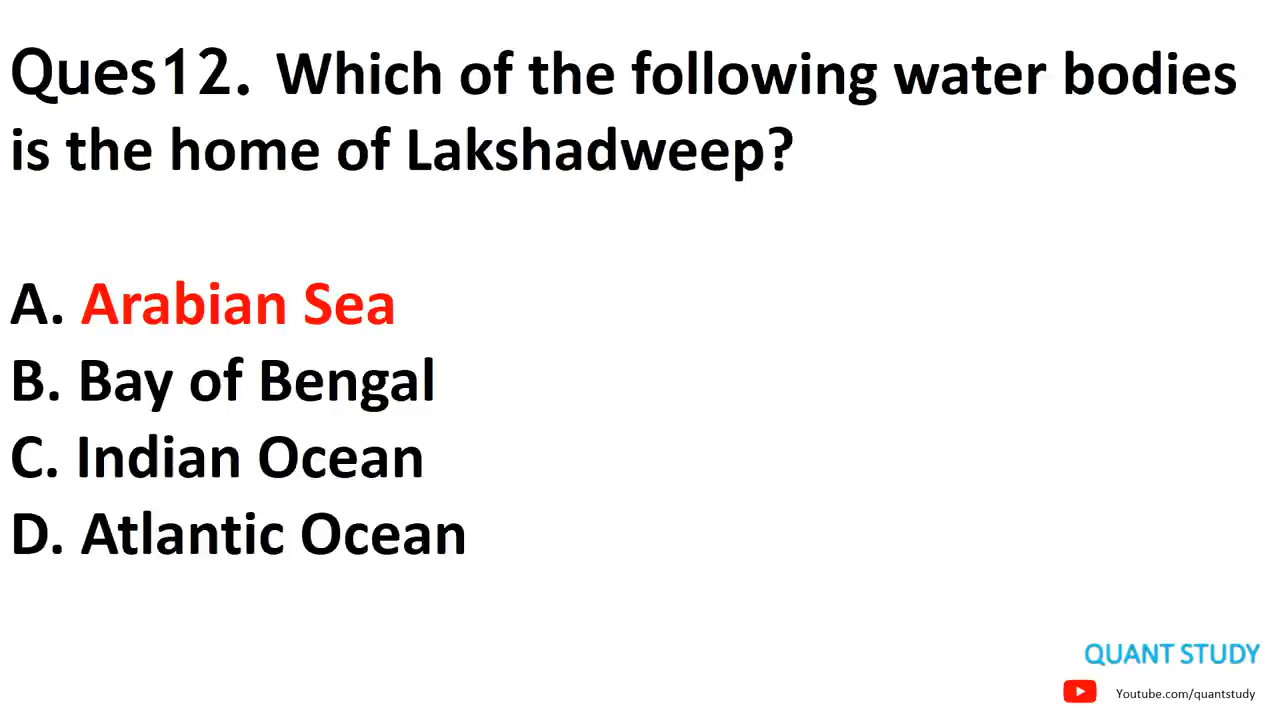 Ques12. Which of the following water bodies
is the home of Lakshadweep?
A. Arabian Sea
B. Bay of Bengal
C. Indian Ocean
D. Atlantic Ocean
QUANT STUDY
Youtube.com/quantstudy